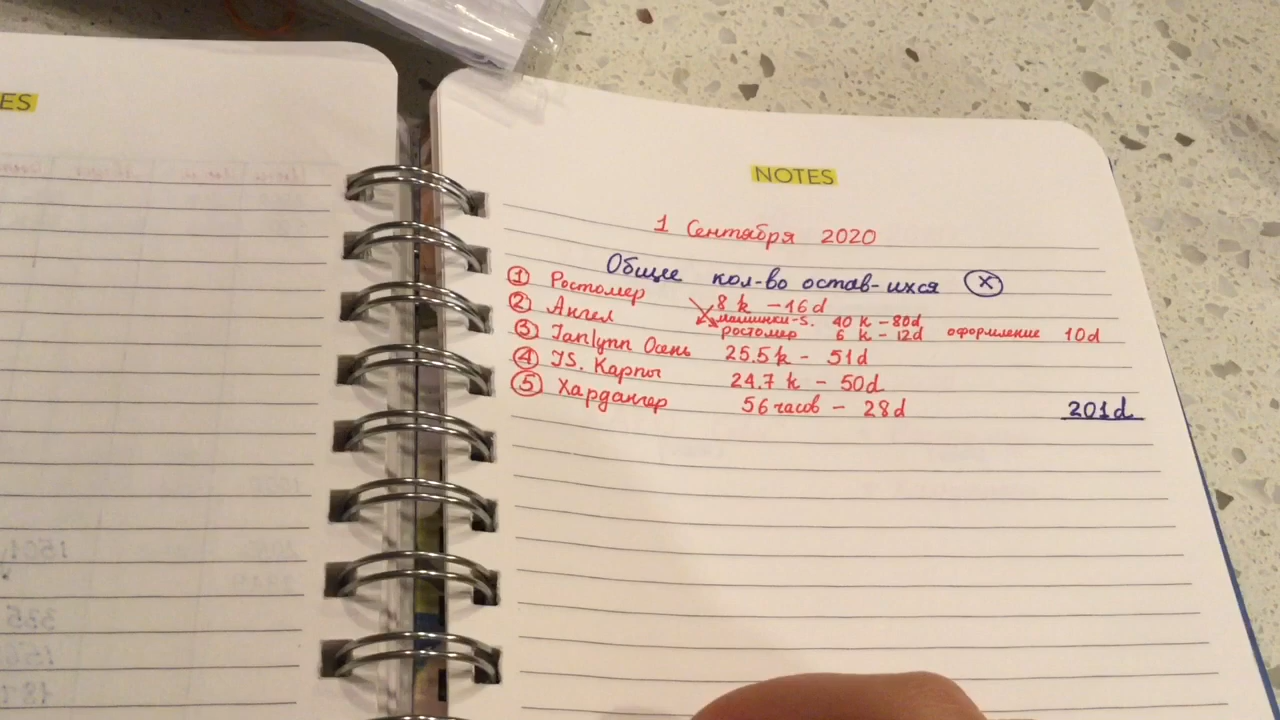 ES
NOTES
1 Сентября 2020
Общее кол-во остав-ихся X
1 Ростомер 8 k - 16 d
2 Ангел машинки-S. 40 k - 80d
ростомер 6 k - 12d оформление 10d
3 Janlynn Осень 25.5 k - 51d
4 JS. Карпы 24.7 k - 50d
5 Хардангер 56 часов - 28d 201d